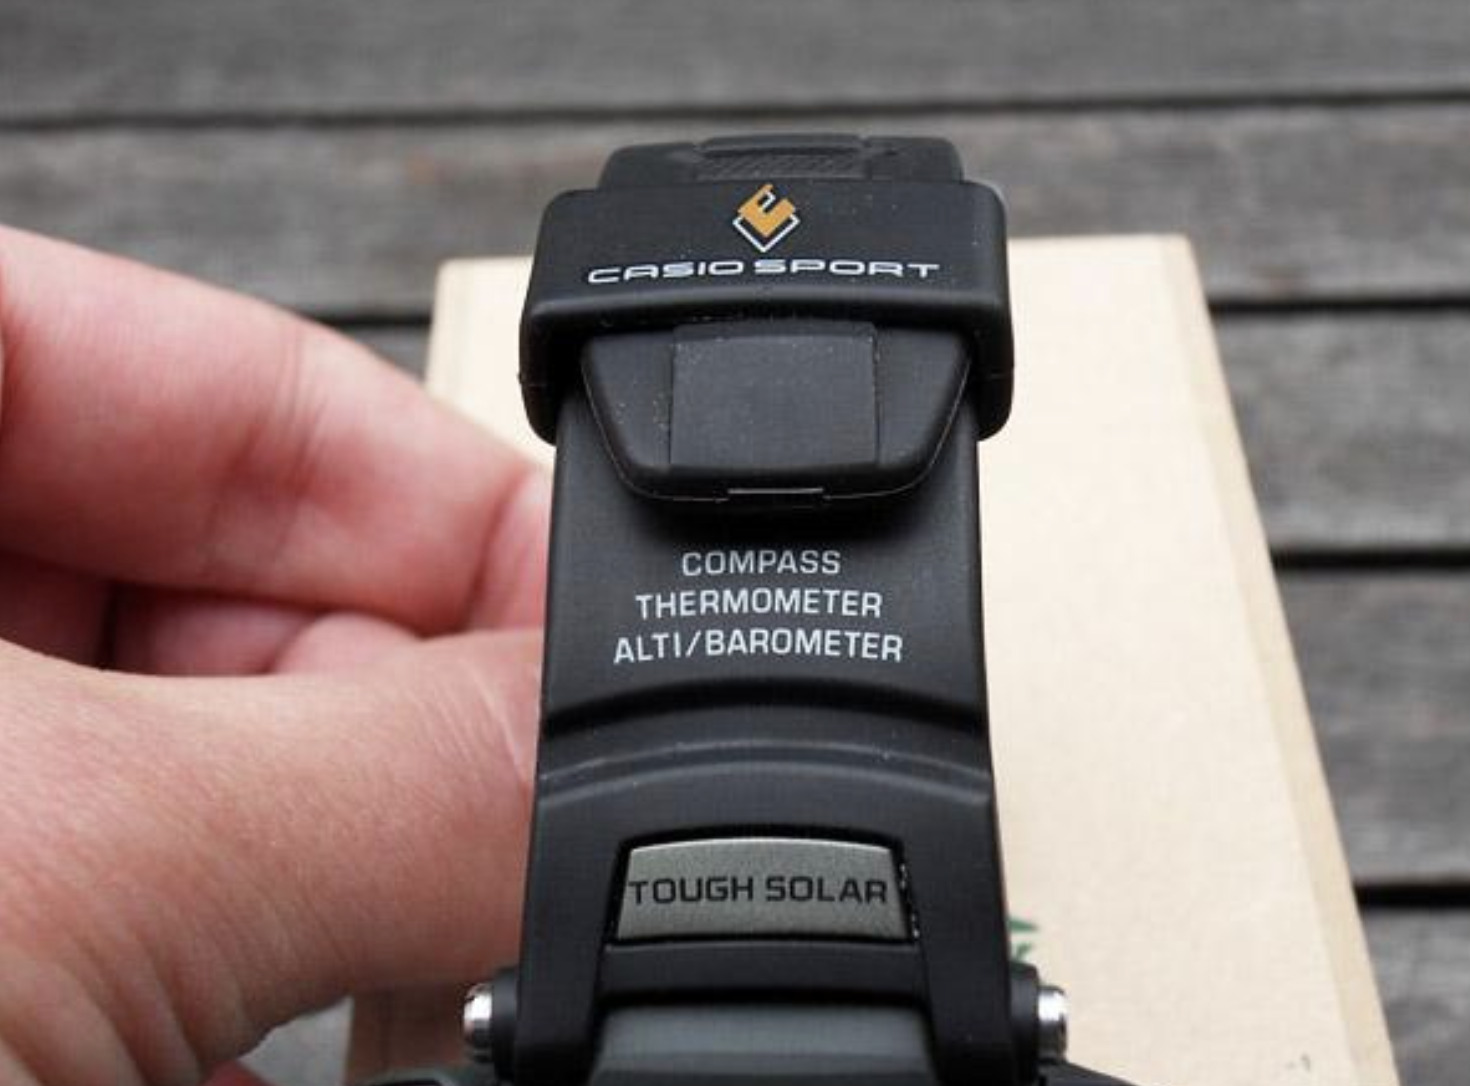 CASIO SPORT
COMPASS
THERMOMETER
ALTI/BAROMETER
TOUGH SOLAR